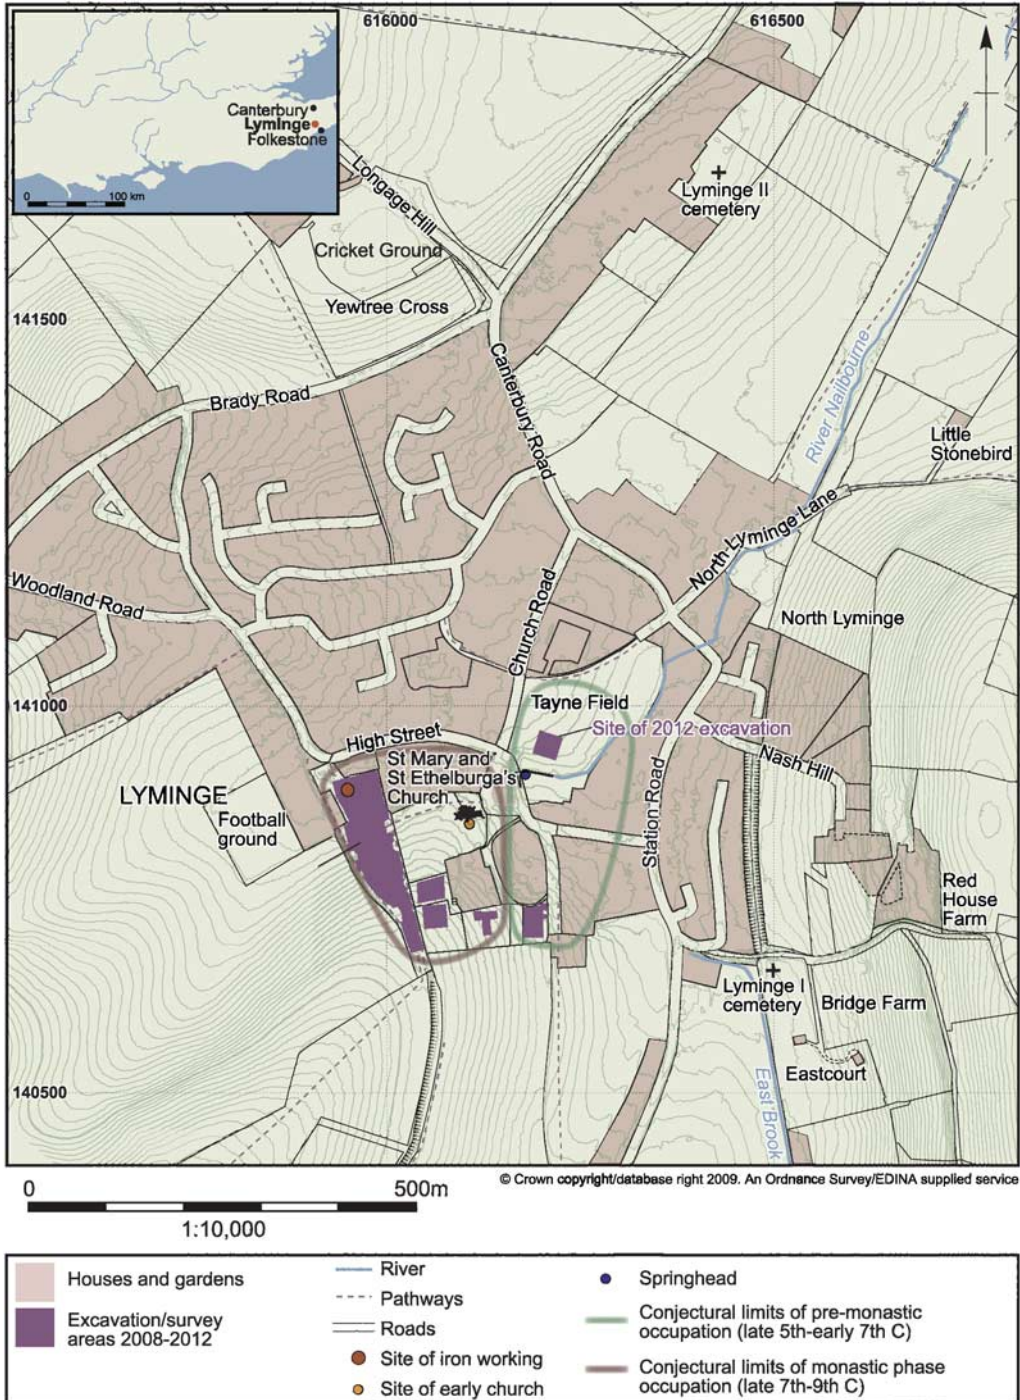 616000
616500
Canterbury
Lyminge
Folkestone
0
100 km
Longage Hill
Cricket Ground
Yewtree Cross
Lyminge II
cemetery
141500
Canterbury Road
Brady Road
River Nailbourne
Little
Stonebird
North Lyminge Lane
Woodland Road
Church Road
North Lyminge
141000
Tayne Field
Site of 2012 excavation
High Street
St Mary and
St Ethelburga's
Church
Nash Hill
LYMINGE
Football
ground
Station Road
Red
House
Farm
Lyminge I
cemetery
Bridge Farm
Eastcourt
East Brook
140500
© Crown copyright/database right 2009. An Ordnance Survey/EDINA supplied service
0
500m
1:10,000
Houses and gardens
Excavation/survey
areas 2008-2012
River
Pathways
Roads
Site of iron working
Site of early church
Springhead
Conjectural limits of pre-monastic
occupation (late 5th-early 7th C)
Conjectural limits of monastic phase
occupation (late 7th-9th C)